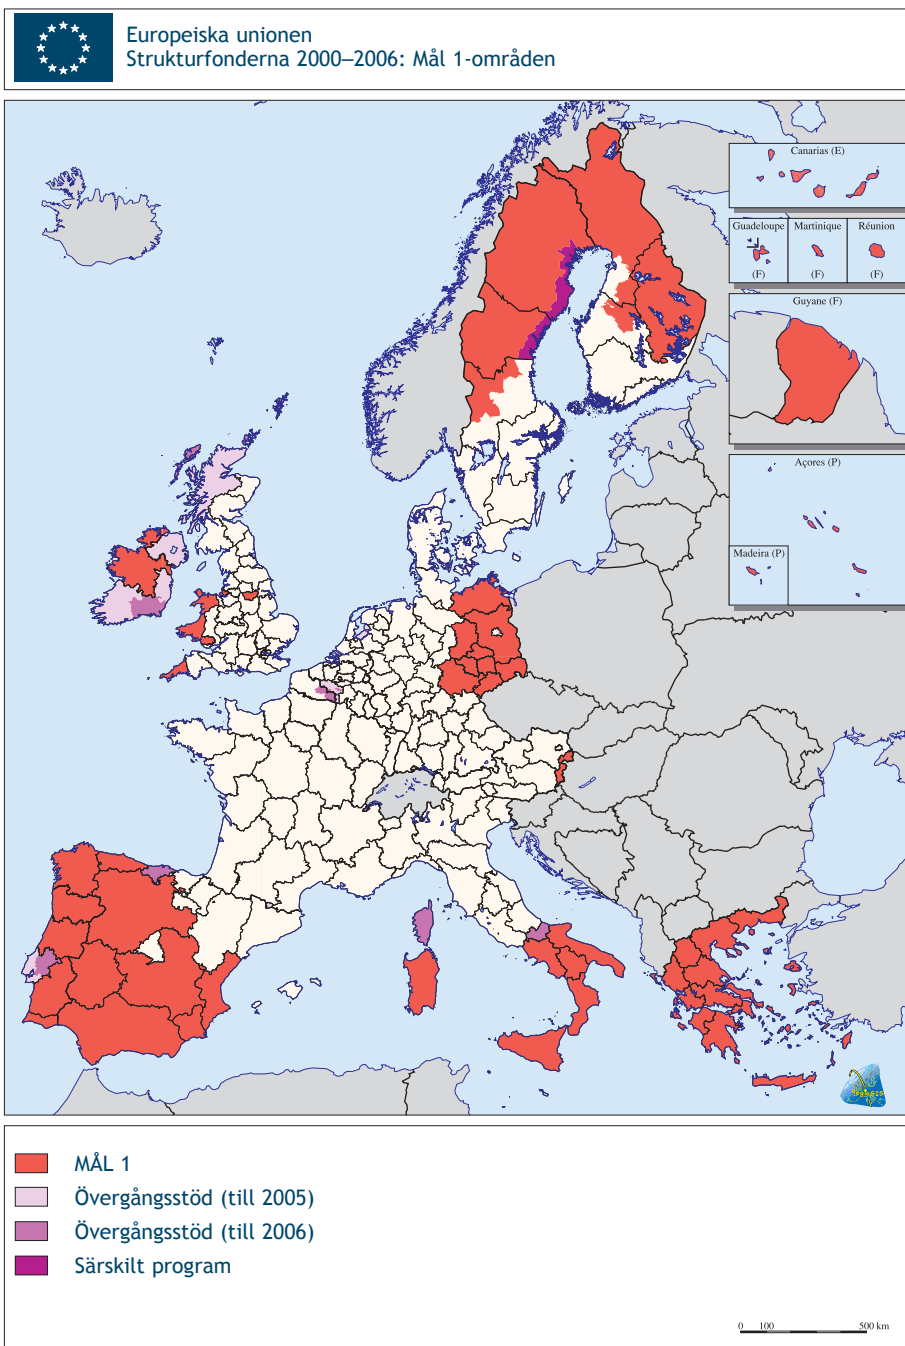 Europeiska unionen
Strukturfonderna 2000–2006: Mål 1-områden
Canarias (E)
Guadeloupe
Martinique
Réunion
(F)
(F)
(F)
Guyane (F)
Açores (P)
Madeira (P)
MÅL 1
Övergångsstöd (till 2005)
Övergångsstöd (till 2006)
Särskilt program
0 100 500 km